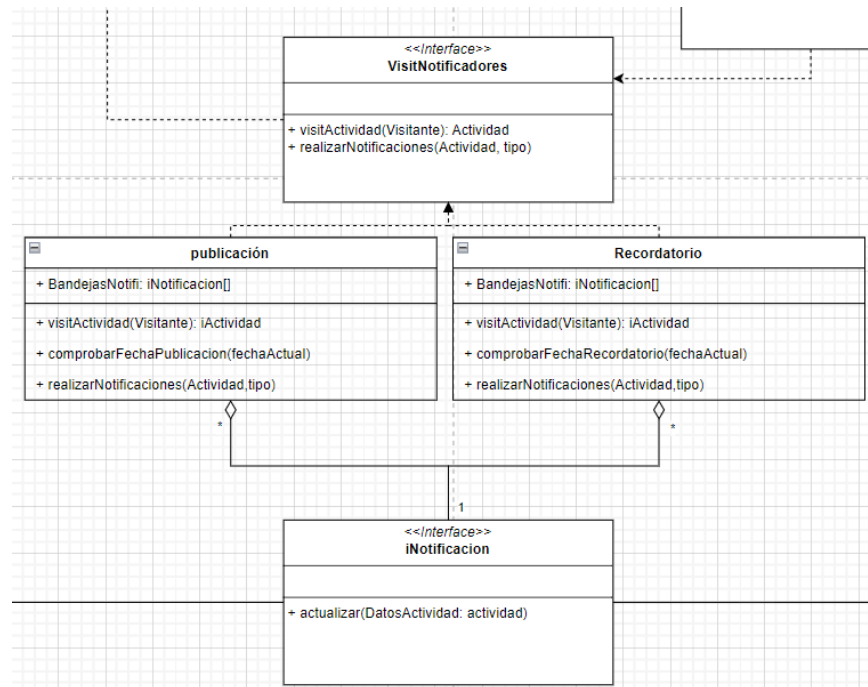 <<Interface>>
VisitNotificadores
+ visitActividad(Visitante): Actividad
+ realizarNotificaciones(Actividad, tipo)
publicación
+ BandejasNotifi: iNotificacion[]
+ visitActividad(Visitante): iActividad
+ comprobarFechaPublicacion(fechaActual)
+ realizarNotificaciones(Actividad,tipo)
*
Recordatorio
+ BandejasNotifi: iNotificacion[]
+ visitActividad(Visitante): iActividad
+ comprobarFechaRecordatorio(fechaActual)
+ realizarNotificaciones(Actividad,tipo)
*
1
<<Interface>>
iNotificacion
+ actualizar(DatosActividad: actividad)